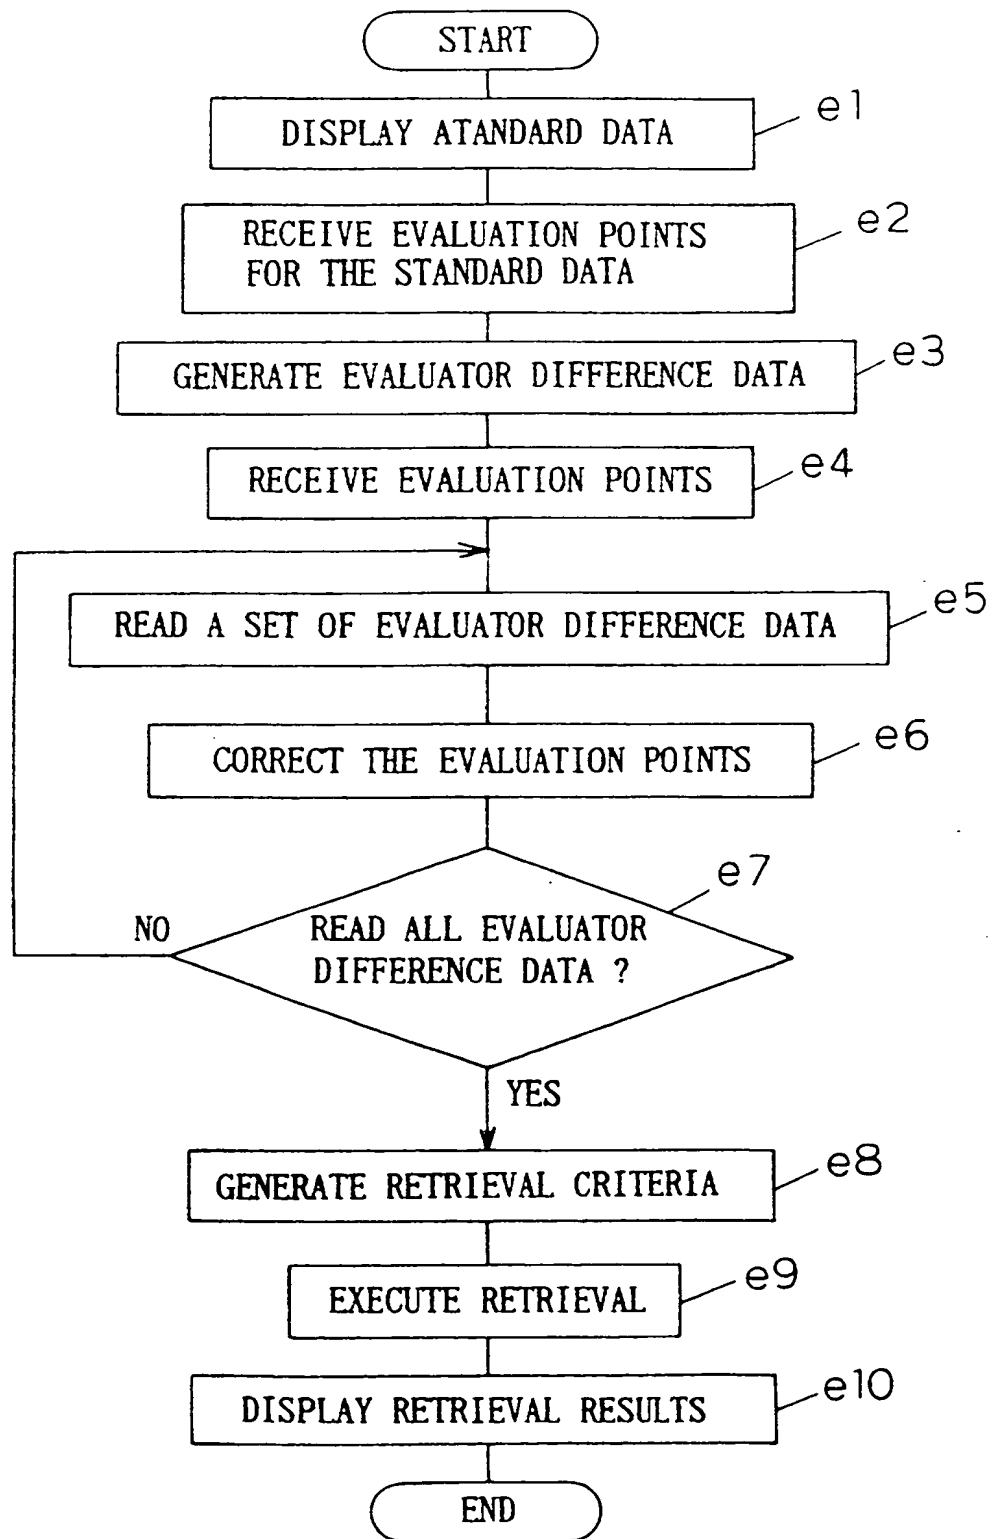 START
DISPLAY ATANDARD DATA
e1
RECEIVE EVALUATION POINTS
FOR THE STANDARD DATA
e2
GENERATE EVALUATOR DIFFERENCE DATA
e3
RECEIVE EVALUATION POINTS
e4
READ A SET OF EVALUATOR DIFFERENCE DATA
e5
CORRECT THE EVALUATION POINTS
e6
READ ALL EVALUATOR
DIFFERENCE DATA ?
e7
NO
YES
GENERATE RETRIEVAL CRITERIA
e8
EXECUTE RETRIEVAL
e9
DISPLAY RETRIEVAL RESULTS
e10
END